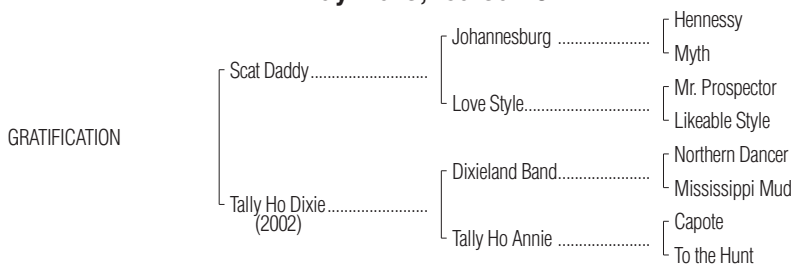 Hennessy
Johannesburg ......................
Myth
Scat Daddy............................
Mr. Prospector
Love Style..............................
Likeable Style
GRATIFICATION
Northern Dancer
Dixieland Band......................
Mississippi Mud
Tally Ho Dixie........................
(2002)
Capote
Tally Ho Annie ......................
To the Hunt